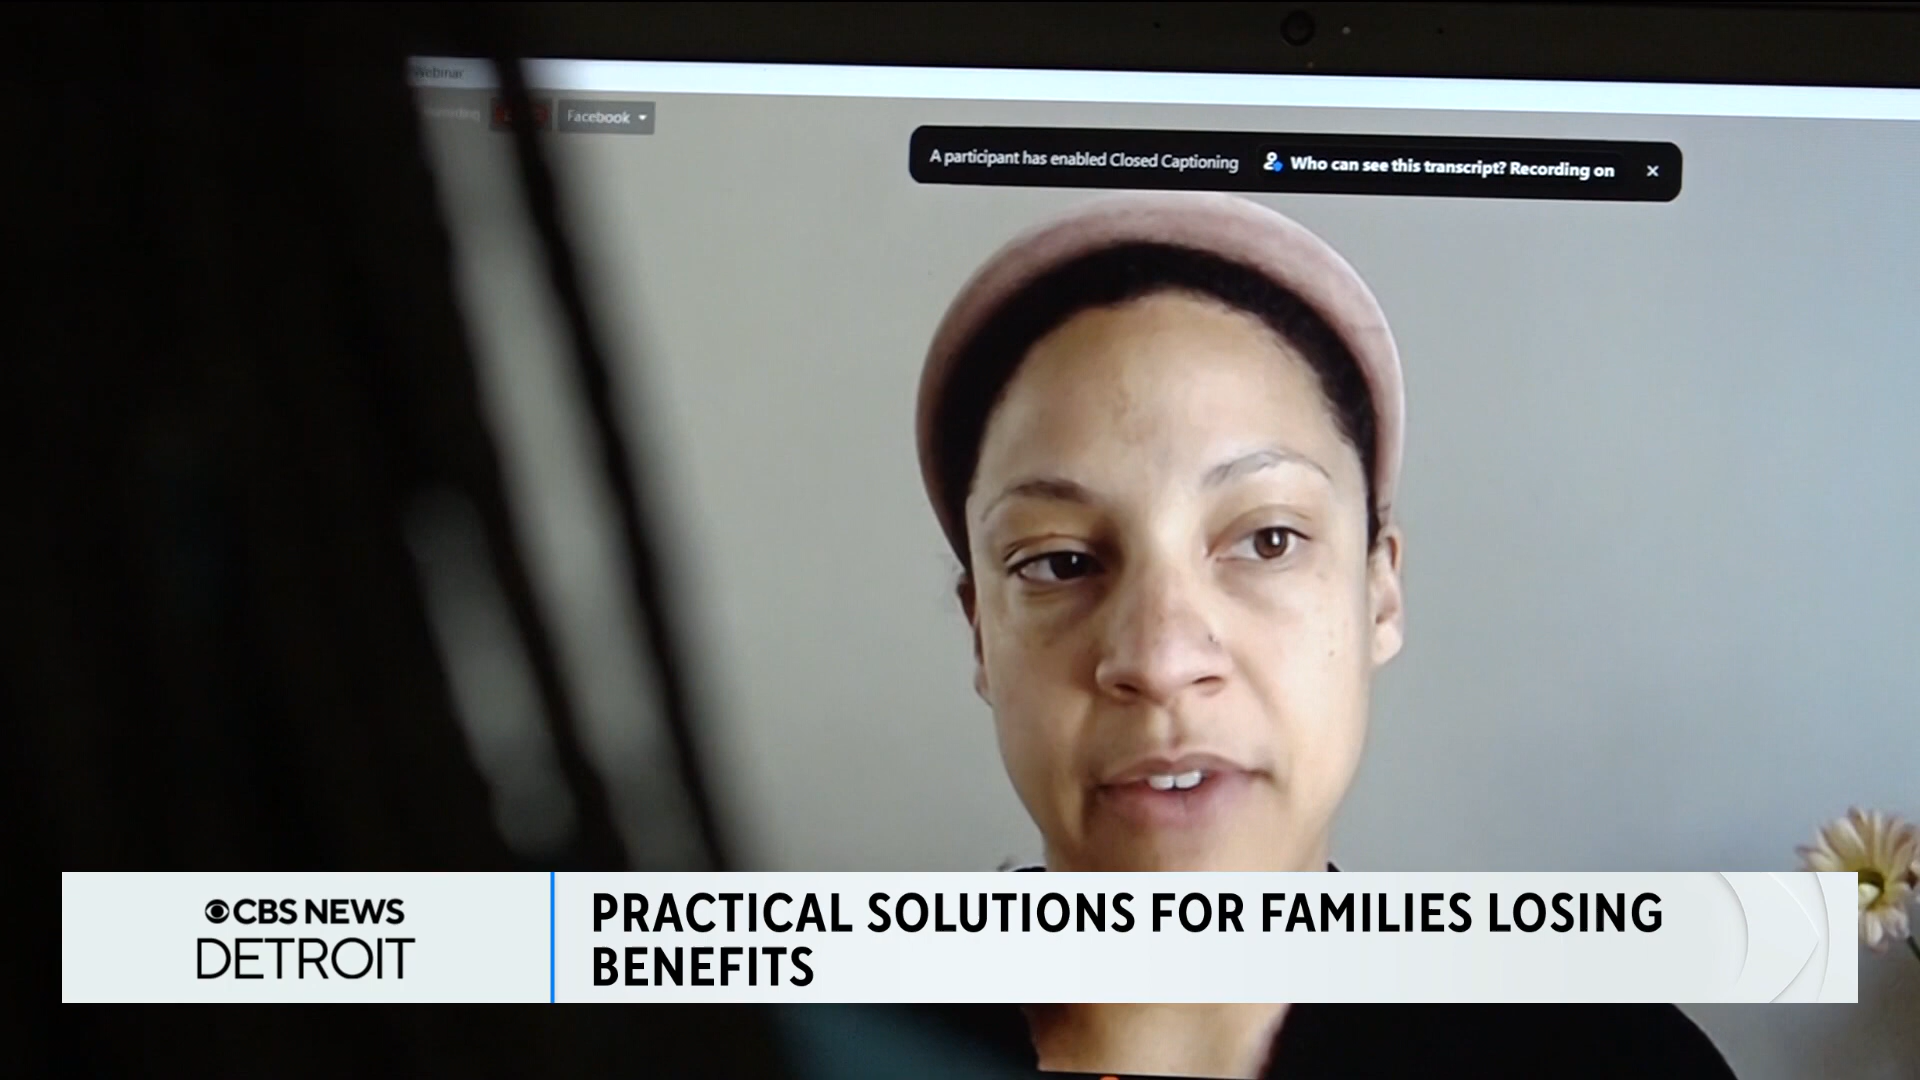 Webinar
Facebook
A participant has enabled Closed Captioning Who can see this transcript? Recording on
CBS NEWS
DETROIT
PRACTICAL SOLUTIONS FOR FAMILIES LOSING
BENEFITS